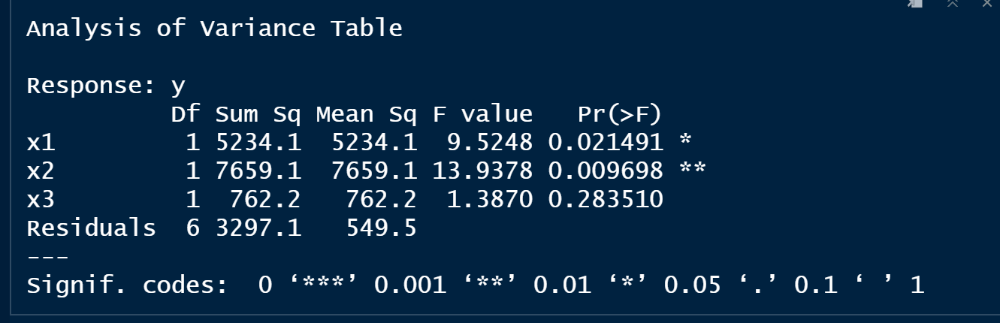 Analysis of Variance Table
Response: y
Df Sum Sq Mean Sq F value Pr(>F)
x1 1 5234.1 5234.1 9.5248 0.021491 *
x2 1 7659.1 7659.1 13.9378 0.009698 **
x3 1 762.2 762.2 1.3870 0.283510
Residuals 6 3297.1 549.5
---
Signif. codes: 0 ‘***’ 0.001 ‘**’ 0.01 ‘*’ 0.05 ‘.’ 0.1 ‘ ’ 1